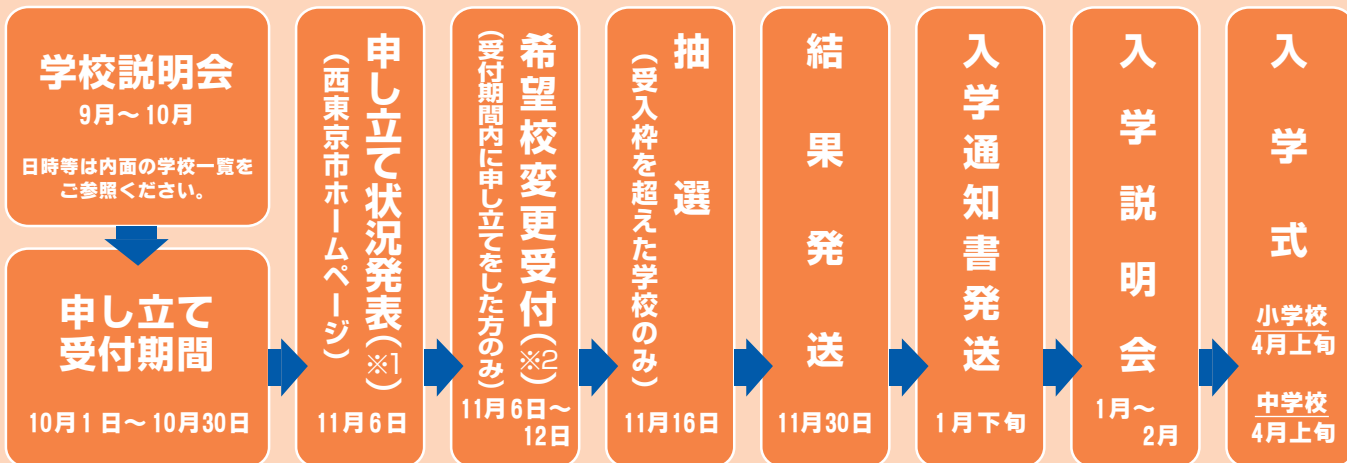 学校説明会
9月～10月
日時等は内面の学校一覧を
ご参照ください。
申し立て
受付期間
10月1日～10月30日
申し立て状況発表(※1)
(西東京市ホームページ)
11月6日
希望校変更受付(※2)
(受付期間内に申し立てをした方のみ)
11月6日～
12日
抽選
(受入枠を超えた学校のみ)
11月16日
結果発送
11月30日
入学通知書発送
1月下旬
入学説明会
1月～
2月
入学式
小学校
4月上旬
中学校
4月上旬